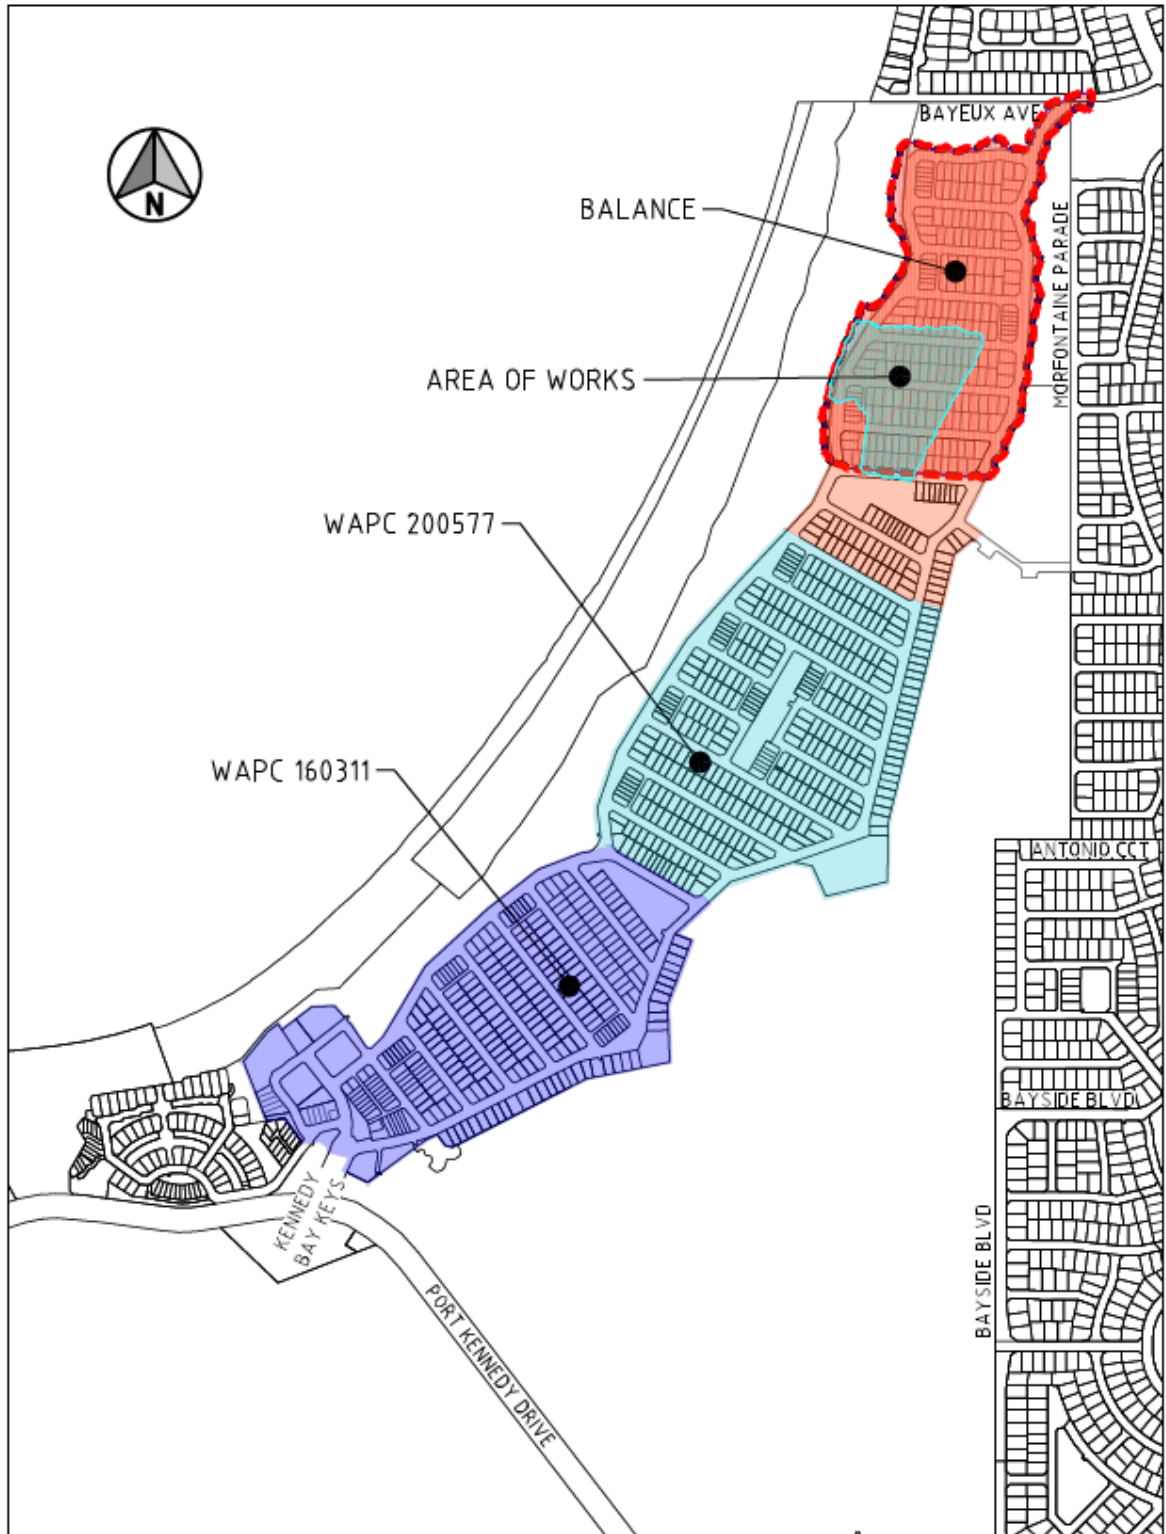 BAYEUX AVE
N
BALANCE
MORFONTAINE PARADE
AREA OF WORKS
WAPC 200577
WAPC 160311
ANTONIO CCT
BAYSIDE BLVD
KENNEDY
BAY KEYS
BAYSIDE BLVD
PORT KENNEDY DRIVE